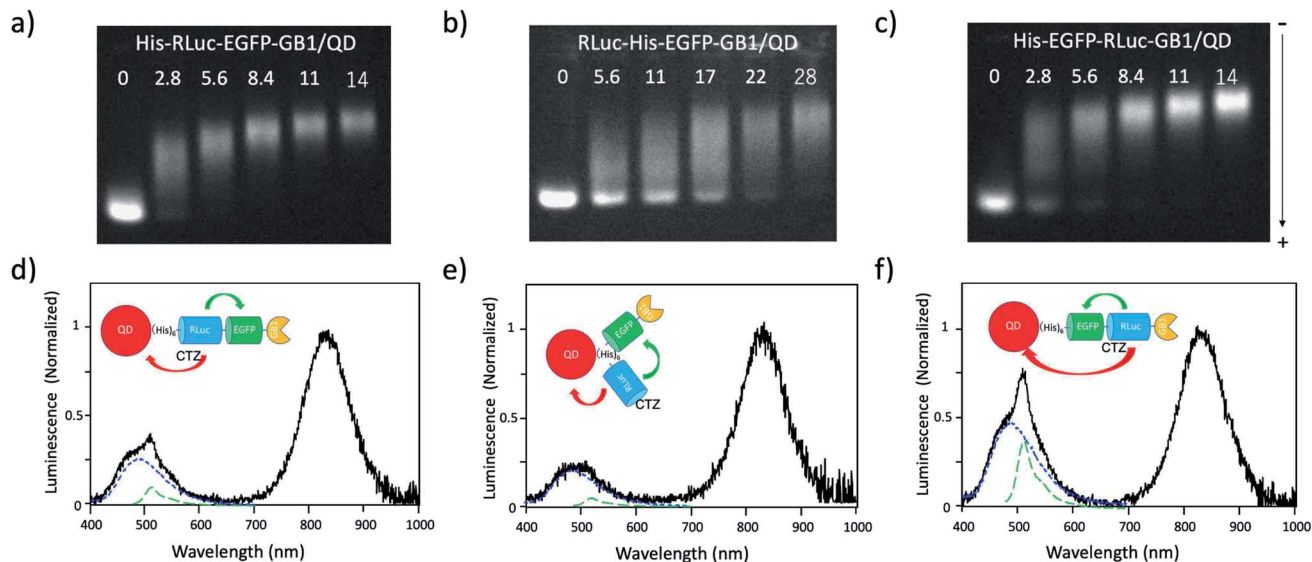 a)
His-RLuc-EGFP-GB1/QD
0 2.8 5.6 8.4 11 14
b)
RLuc-His-EGFP-GB1/QD
0 5.6 11 17 22 28
c)
His-EGFP-RLuc-GB1/QD
0 2.8 5.6 8.4 11 14
-
+
d)
Luminescence (Normalized)
1
0.5
0
QD
(His)6
RLuc
EGFP
GB1
CTZ
400 500 600 700 800 900 1000
Wavelength (nm)
e)
Luminescence (Normalized)
1
0.5
0
QD
(His)6
EGFP
GB1
RLuc
CTZ
400 500 600 700 800 900 1000
Wavelength (nm)
f)
Luminescence (Normalized)
1
0.5
0
QD
(His)6
EGFP
RLuc
GB1
CTZ
400 500 600 700 800 900 1000
Wavelength (nm)